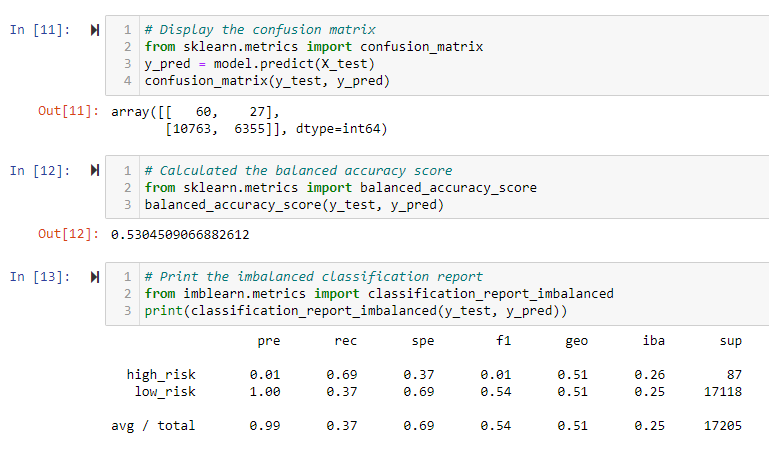 In [11]:
1 # Display the confusion matrix
2 from sklearn.metrics import confusion_matrix
3 y_pred = model.predict(X_test)
4 confusion_matrix(y_test, y_pred)
Out[11]: array([[   60,    27],
       [10763,  6355]], dtype=int64)
In [12]:
1 # Calculated the balanced accuracy score
2 from sklearn.metrics import balanced_accuracy_score
3 balanced_accuracy_score(y_test, y_pred)
Out[12]: 0.5304509066882612
In [13]:
1 # Print the imbalanced classification report
2 from imblearn.metrics import classification_report_imbalanced
3 print(classification_report_imbalanced(y_test, y_pred))
pre rec spe f1 geo iba sup
high_risk 0.01 0.69 0.37 0.01 0.51 0.26 87
low_risk 1.00 0.37 0.69 0.54 0.51 0.25 17118
avg / total 0.99 0.37 0.69 0.54 0.51 0.25 17205